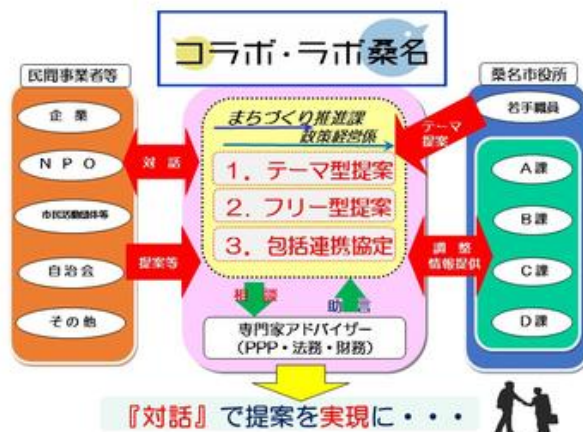 コラボ・ラボ桑名
民間事業者等
企業
NPO
市民活動団体等
自治会
その他
対話
提案等
まちづくり推進課
政策経営係
1. テーマ型提案
2. フリー型提案
3. 包括連携協定
相談
助言
専門家アドバイザー
(PPP・法務・財務)
桑名市役所
若手職員
テーマ
提案
A課
B課
C課
D課
調整
情報提供
『対話』で提案を実現に・・・